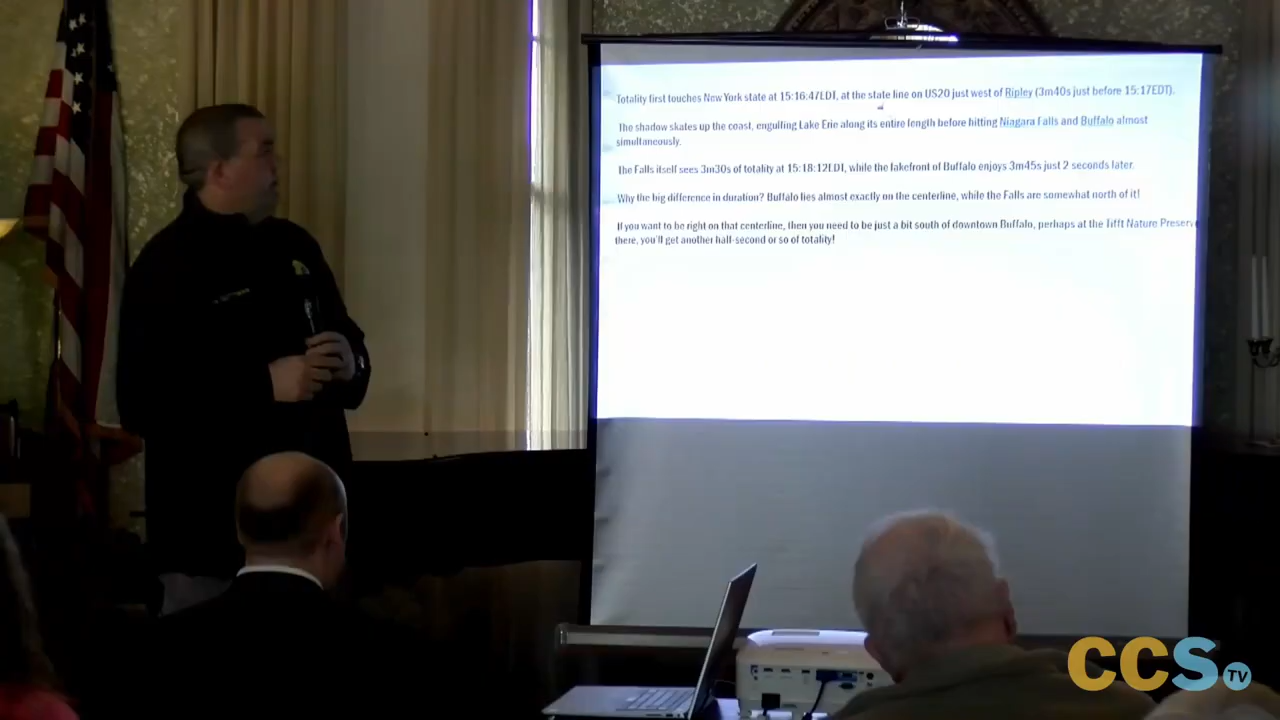 Totality first touches New York state at 15:16:47EDT, at the state line on US20 just west of Ripley (3m40s just before 15:17EDT).
The shadow skates up the coast, engulfing Lake Erie along its entire length before hitting Niagara Falls and Buffalo almost
simultaneously.
The Falls itself sees 3m30s of totality at 15:18:12EDT, while the lakefront of Buffalo enjoys 3m45s just 2 seconds later.
Why the big difference in duration? Buffalo lies almost exactly on the centerline, while the Falls are somewhat north of it!
If you want to be right on that centerline, then you need to be just a bit south of downtown Buffalo, perhaps at the Tifft Nature Preserv
there, you'll get another half-second or so of totality!
CCS TV